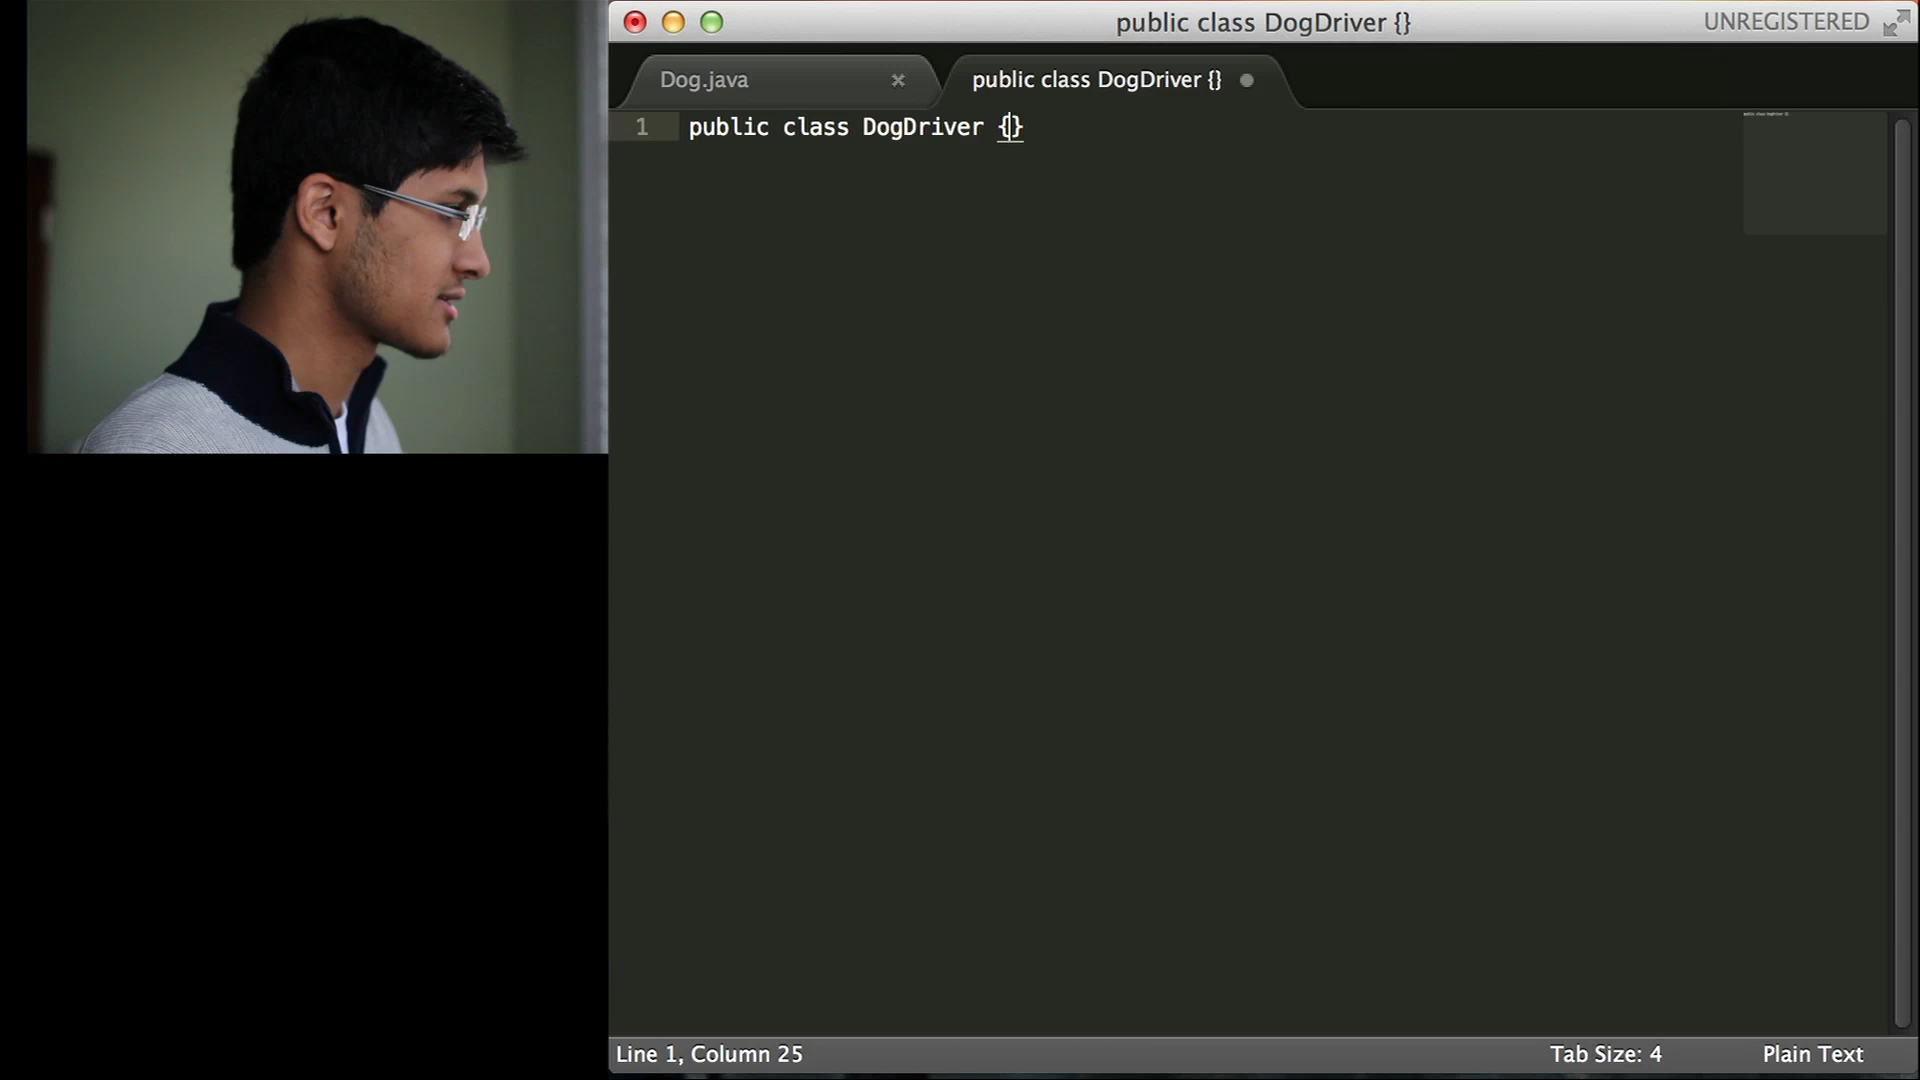 public class DogDriver {}
UNREGISTERED
Dog.java
public class DogDriver {}
1 public class DogDriver {}
Line 1, Column 25
Tab Size: 4
Plain Text